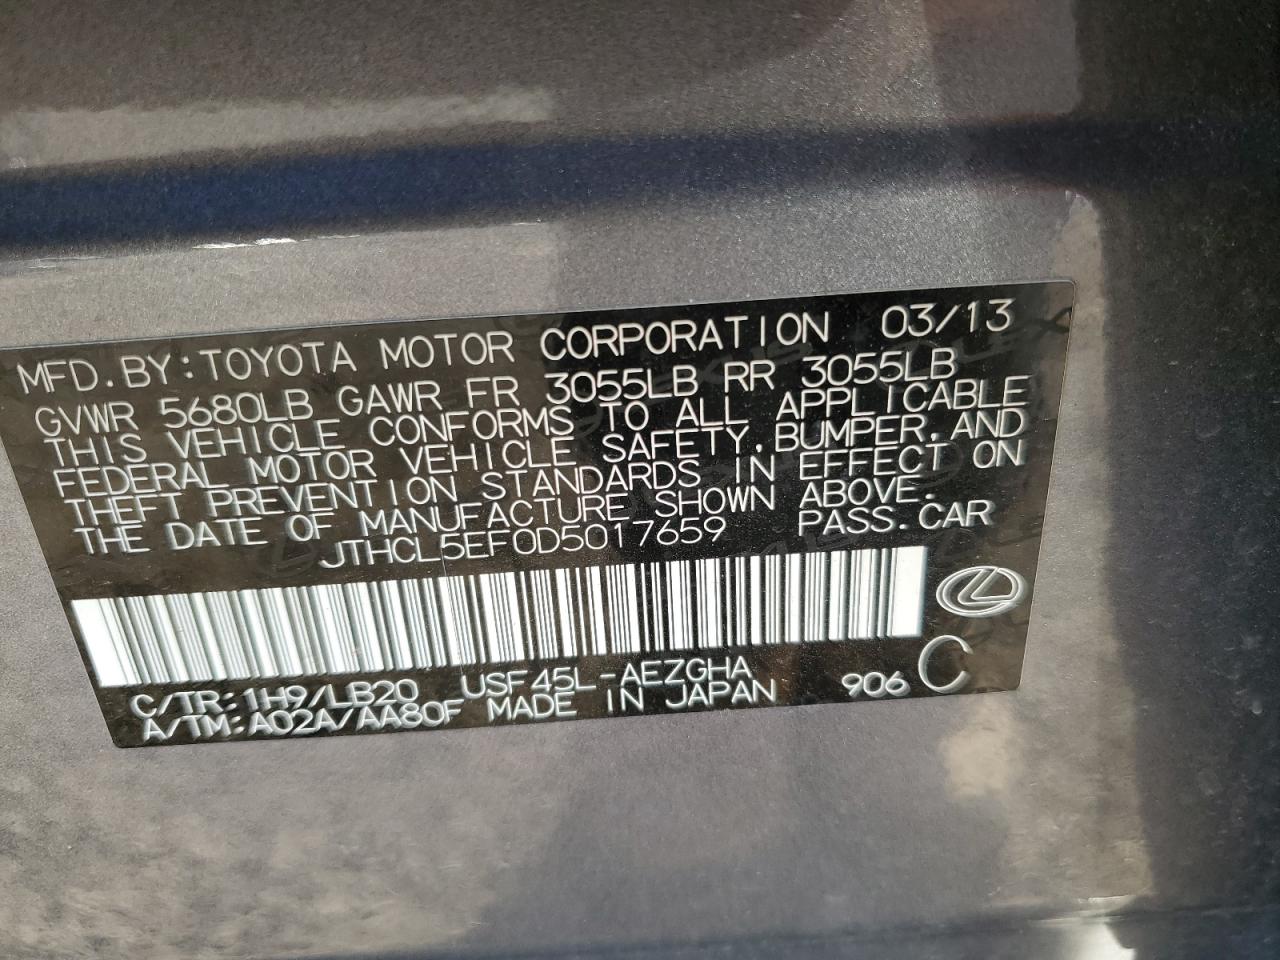 MFD.BY:TOYOTA MOTOR CORPORATION 03/13
GVWR 5680LB GAWR FR 3055LB RR 3055LB
THIS VEHICLE CONFORMS TO ALL APPLICABLE
FEDERAL MOTOR VEHICLE SAFETY,BUMPER,AND
THEFT PREVENTION STANDARDS IN EFFECT ON
THE DATE OF MANUFACTURE SHOWN ABOVE.
JTHCL5EF0D5017659 PASS.CAR
C/TR:1H9/LB20 USF45L-AEZGHA 906 C
A/TM:A02A/AA80F MADE IN JAPAN